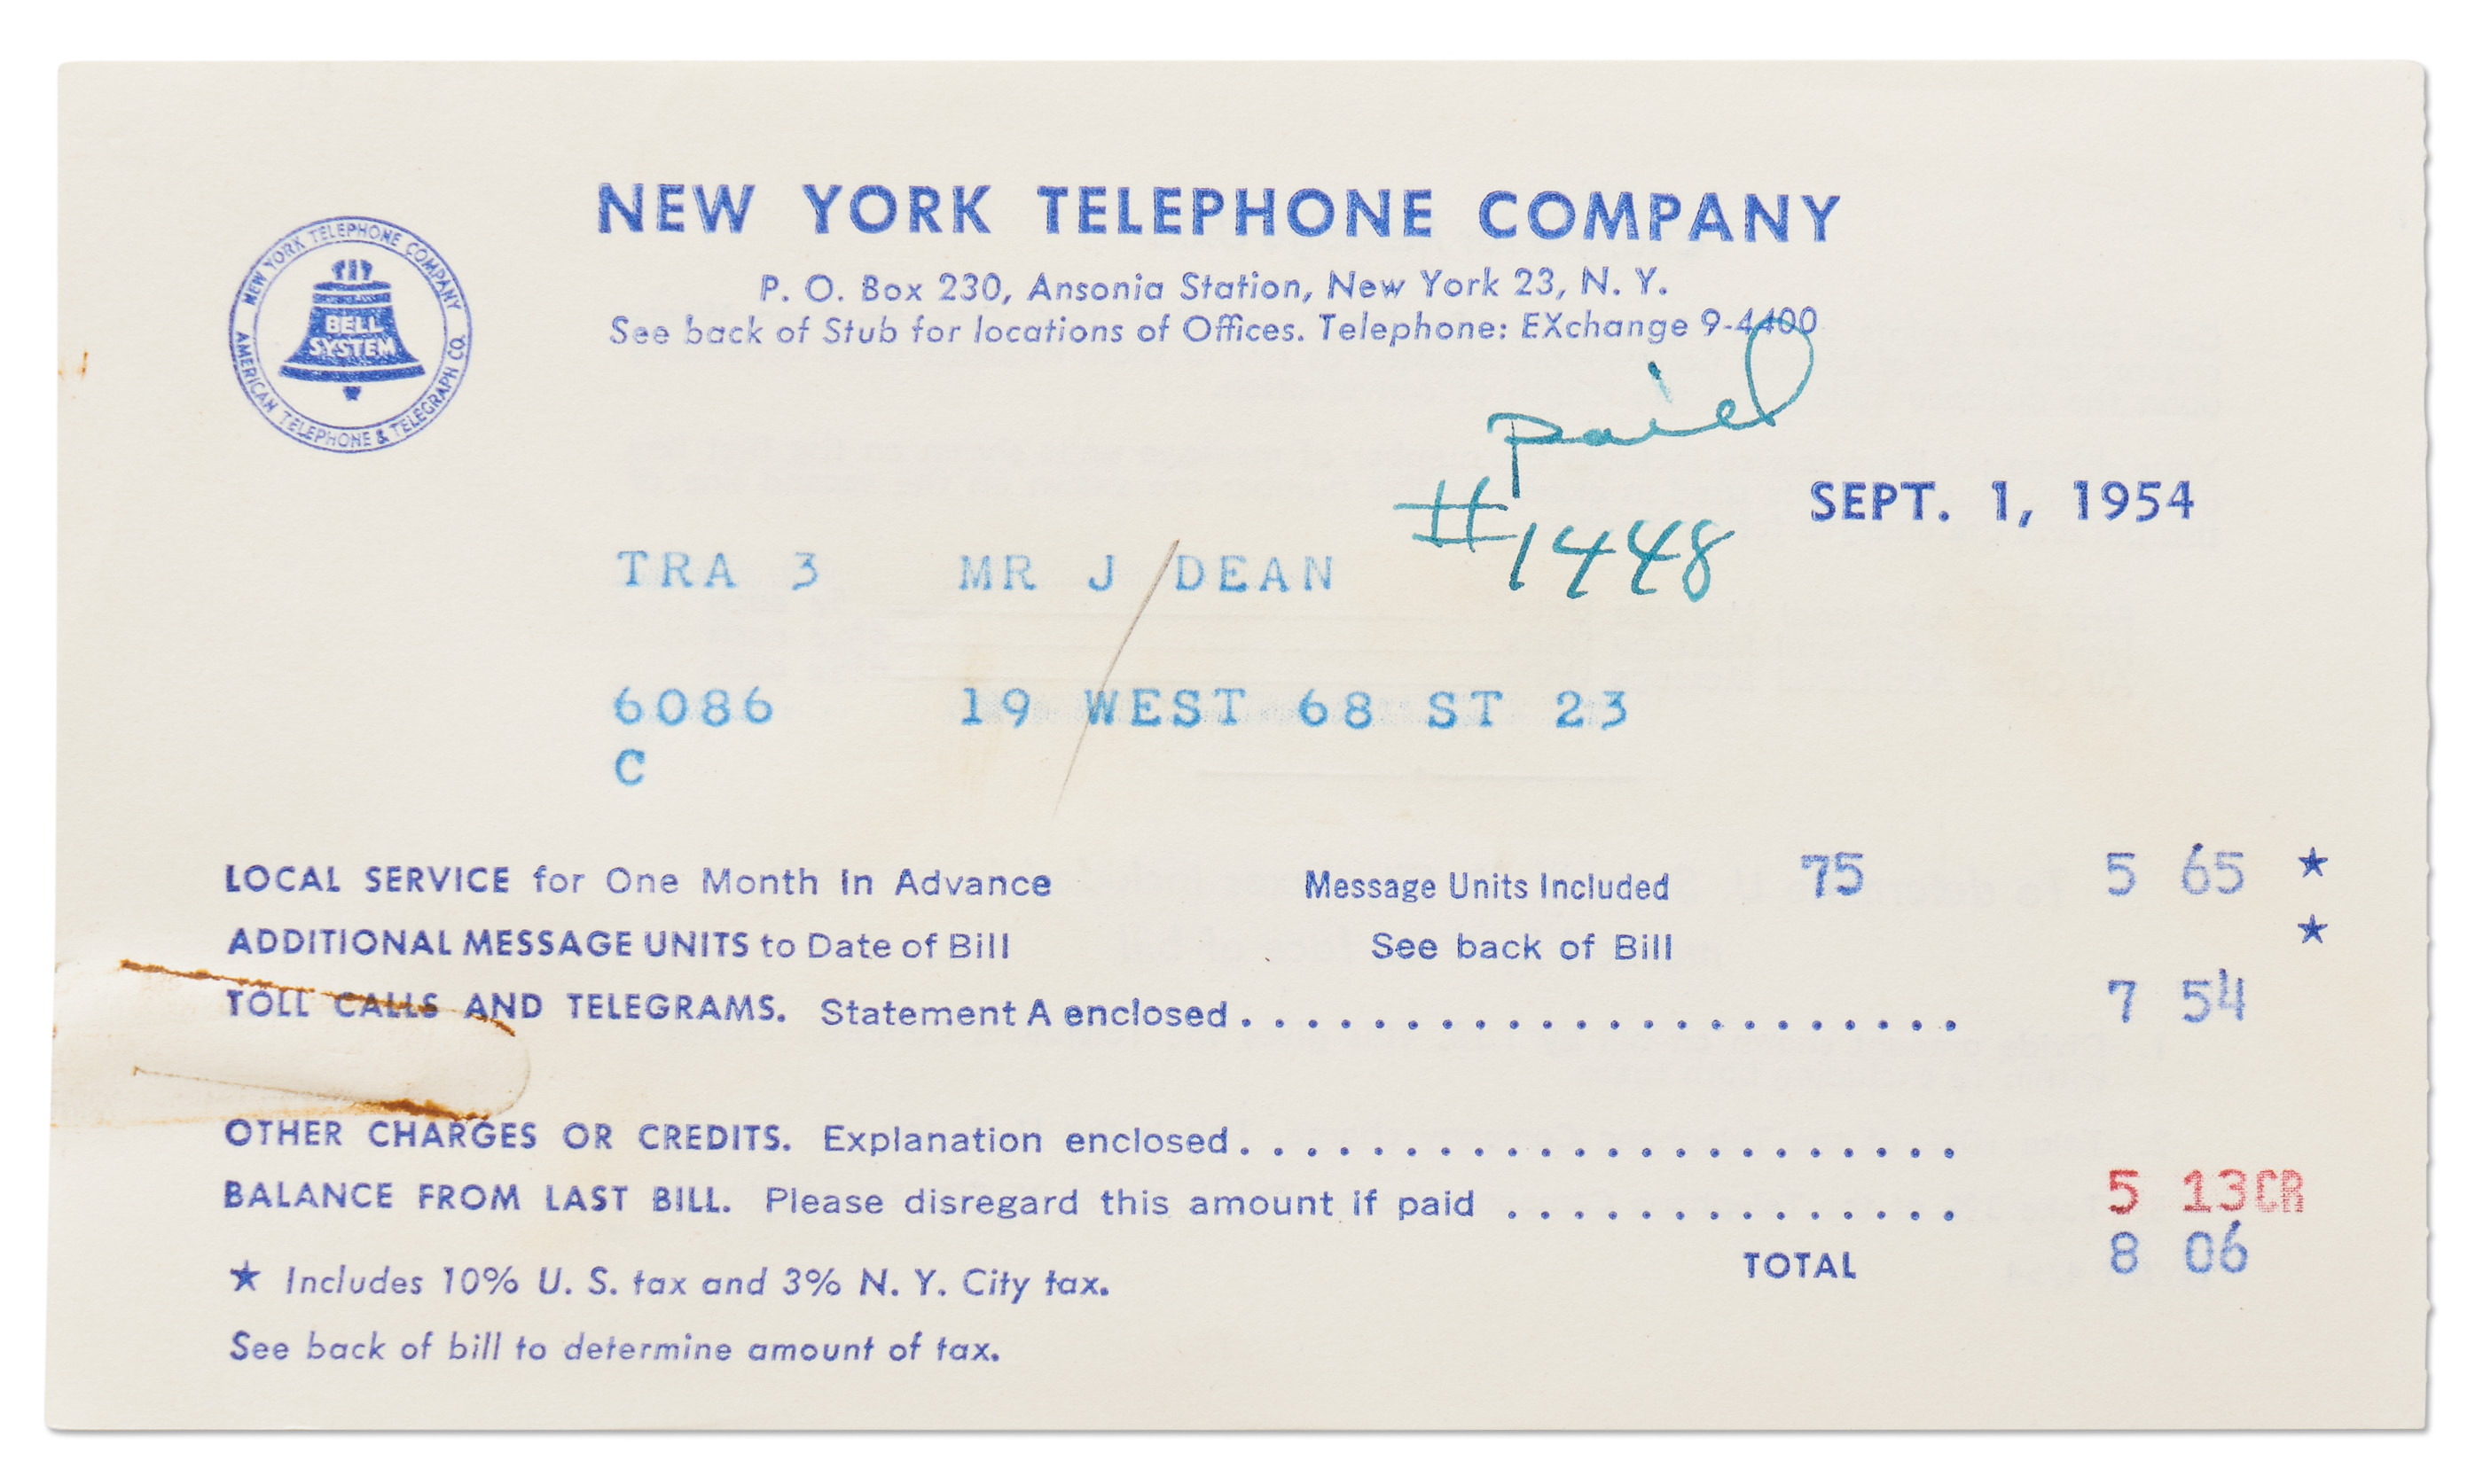 NEW YORK TELEPHONE COMPANY
P. O. Box 230, Ansonia Station, New York 23, N. Y.
See back of Stub for locations of Offices. Telephone: EXchange 9-4400
NEW YORK TELEPHONE COMPANY
BELL
SYSTEM
AMERICAN TELEPHONE & TELEGRAPH CO.
paid
#1448
SEPT. 1, 1954
TRA 3 MR J DEAN
6086 19 WEST 68 ST 23
C
LOCAL SERVICE for One Month in Advance Message Units Included 75 5 65 ★
ADDITIONAL MESSAGE UNITS to Date of Bill See back of Bill ★
TOLL CALLS AND TELEGRAMS. Statement A enclosed . . . . . . . . . . . . . . . . . . . . . . 7 54
OTHER CHARGES OR CREDITS. Explanation enclosed . . . . . . . . . . . . . . . . . . . . . .
BALANCE FROM LAST BILL. Please disregard this amount if paid . . . . . . . . . . . . . . 5 13CR
TOTAL 8 06
★ Includes 10% U. S. tax and 3% N. Y. City tax.
See back of bill to determine amount of tax.